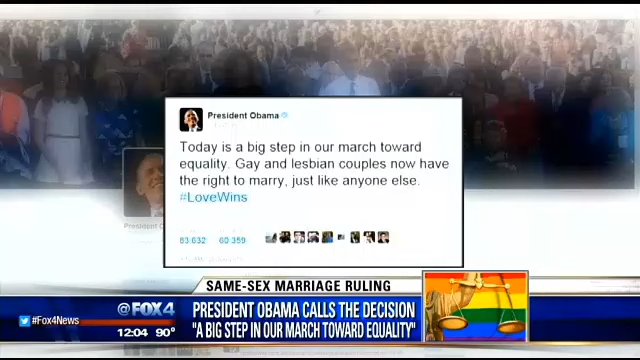 President Obama
Today is a big step in our march toward
equality. Gay and lesbian couples now have
the right to marry, just like anyone else.
#LoveWins
83,632 60,359
President O
SAME-SEX MARRIAGE RULING
@FOX4
PRESIDENT OBAMA CALLS THE DECISION
#Fox4News
12:04 90°
"A BIG STEP IN OUR MARCH TOWARD EQUALITY"